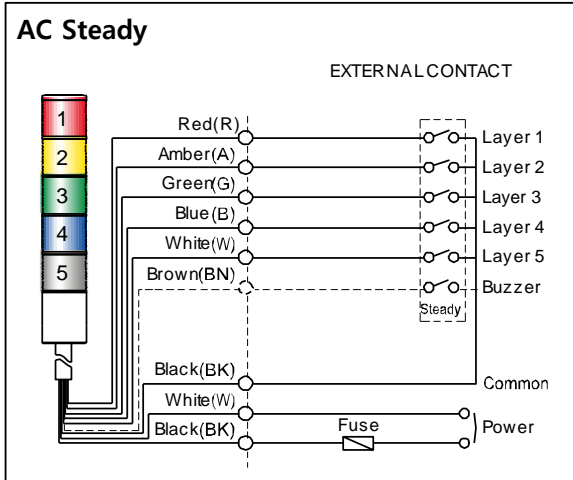 AC Steady
EXTERNAL CONTACT
1
2
3
4
5
Red(R)
Layer 1
Amber(A)
Layer 2
Green(G)
Layer 3
Blue(B)
Layer 4
White(W)
Layer 5
Brown(BN)
Buzzer
Steady
Black(BK)
Common
White(W)
Black(BK)
Fuse
Power